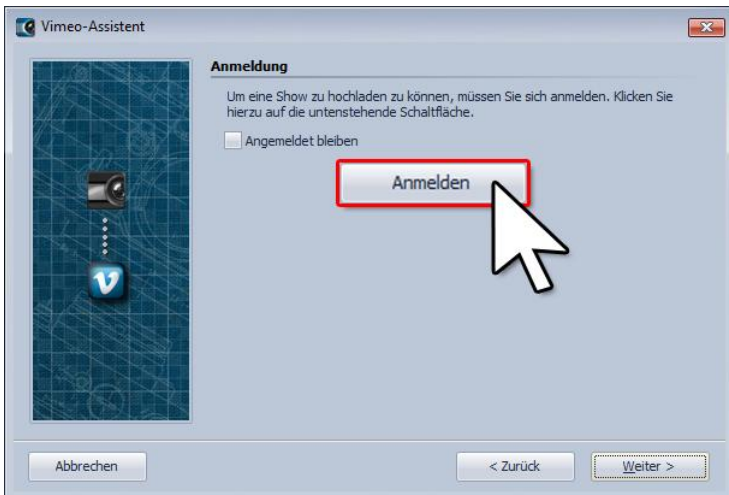 Vimeo-Assistent
Anmeldung
Um eine Show zu hochladen zu können, müssen Sie sich anmelden. Klicken Sie
hierzu auf die untenstehende Schaltfläche.
Angemeldet bleiben
Anmelden
Abbrechen
< Zurück
Weiter >